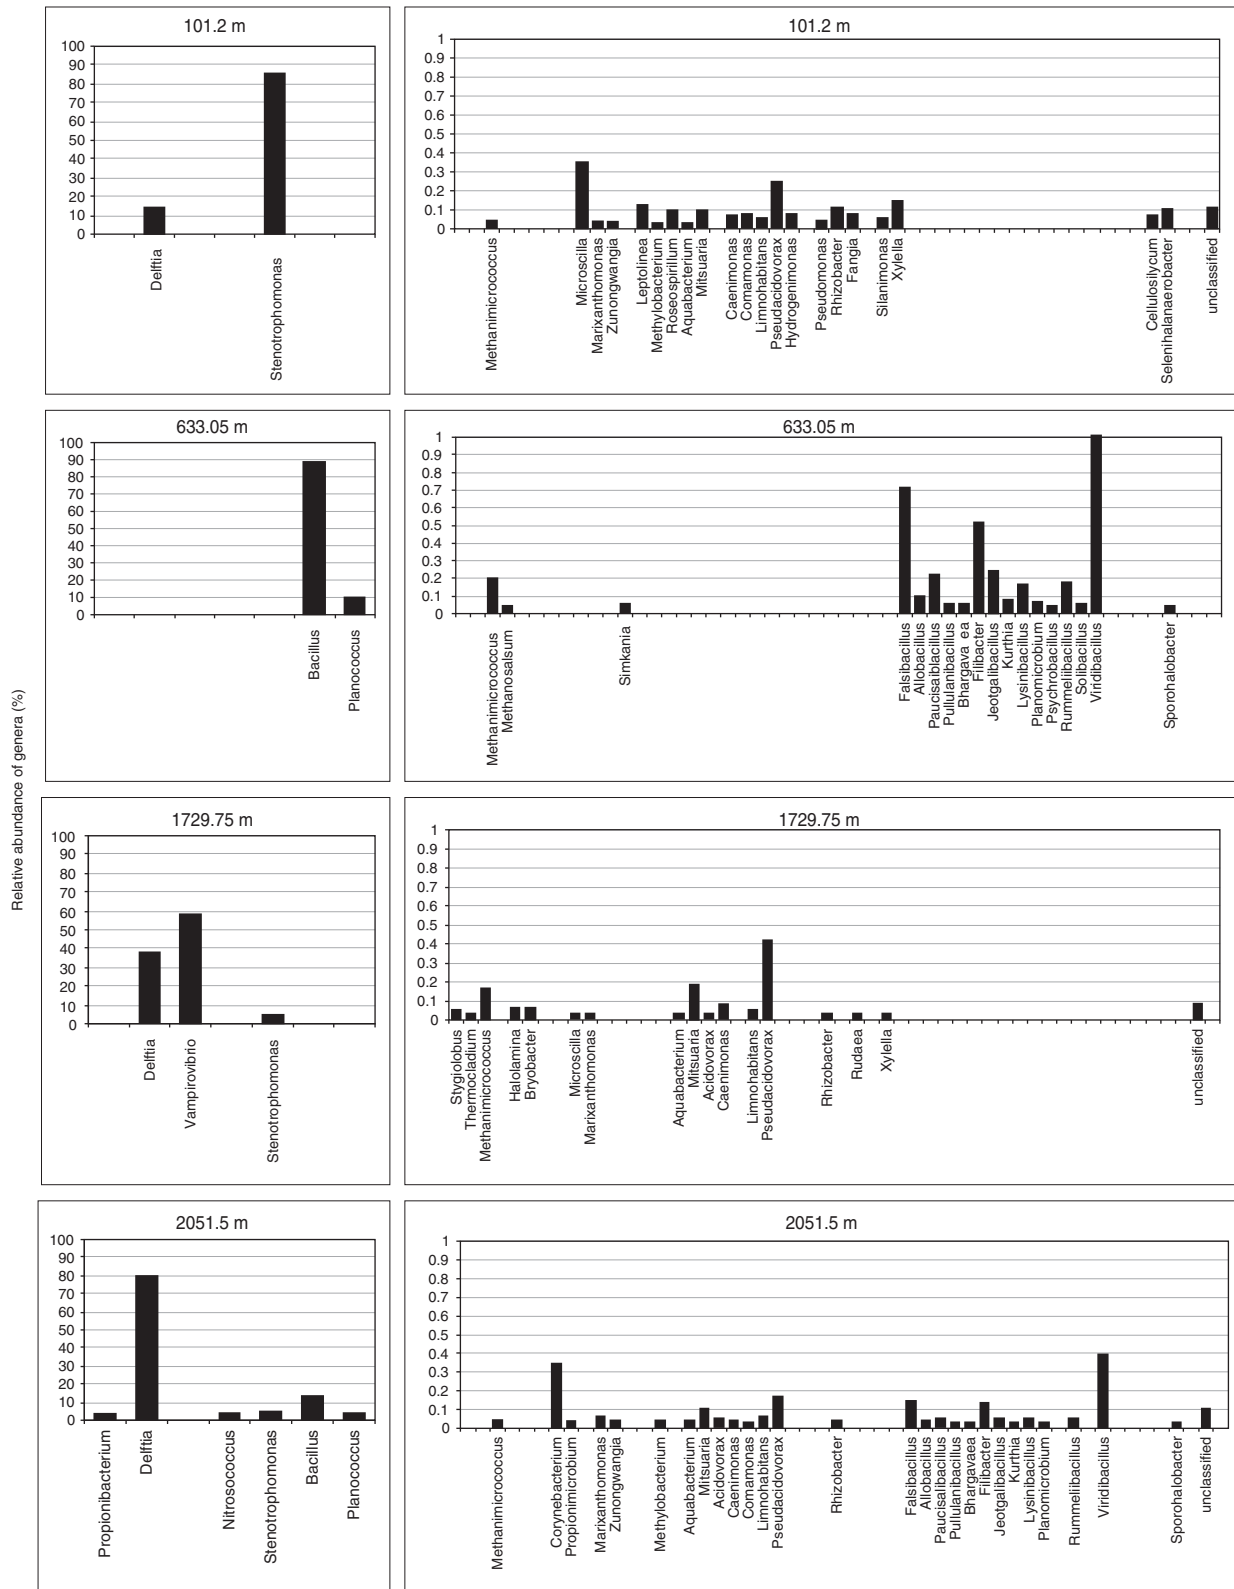 Relative abundance of genera (%)
101.2 m
100
90
80
70
60
50
40
30
20
10
0
Delftia
Stenotrophomonas
101.2 m
1
0.9
0.8
0.7
0.6
0.5
0.4
0.3
0.2
0.1
0
Methanimicrococcus
Microscilla
Marixanthomonas
Zunongwangia
Leptolinea
Methylobacterium
Roseospirillum
Aquabacterium
Mitsuaria
Caenimonas
Comamonas
Limnohabitans
Pseudacidovorax
Hydrogenimonas
Pseudomonas
Rhizobacter
Fangia
Silanimonas
Xylella
Cellulosilycum
Selenihalanaerobacter
unclassified
633.05 m
100
90
80
70
60
50
40
30
20
10
0
Bacillus
Planococcus
633.05 m
1
0.9
0.8
0.7
0.6
0.5
0.4
0.3
0.2
0.1
0
Methanimicrococcus
Methanosalsum
Simkania
Falsibacillus
Allobacillus
Paucisaiblacillus
Pullulanibacillus
Bhargava ea
Filibacter
Jeotgalibacillus
Kurthia
Lysinibacillus
Planomicrobium
Psychrobacillus
Rummeliibacillus
Solibacillus
Viridibacillus
Sporohalobacter
1729.75 m
100
90
80
70
60
50
40
30
20
10
0
Delftia
Vampirovibrio
Stenotrophomonas
1729.75 m
1
0.9
0.8
0.7
0.6
0.5
0.4
0.3
0.2
0.1
0
Stygiolobus
Thermocladium
Methanimicrococcus
Halolamina
Bryobacter
Microscilla
Marixanthomonas
Aquabacterium
Mitsuaria
Acidovorax
Caenimonas
Limnohabitans
Pseudacidovorax
Rhizobacter
Rudaea
Xylella
unclassified
2051.5 m
100
90
80
70
60
50
40
30
20
10
0
Propionibacterium
Delftia
Nitrosococcus
Stenotrophomonas
Bacillus
Planococcus
2051.5 m
1
0.9
0.8
0.7
0.6
0.5
0.4
0.3
0.2
0.1
0
Methanimicrococcus
Corynebacterium
Propionimicrobium
Marixanthomonas
Zunongwangia
Methylobacterium
Aquabacterium
Mitsuaria
Acidovorax
Caenimonas
Comamonas
Limnohabitans
Pseudacidovorax
Rhizobacter
Falsibacillus
Allobacillus
Paucisalibacillus
Pullulanibacillus
Bhargavaea
Filibacter
Jeotgalibacillus
Kurthia
Lysinibacillus
Planomicrobium
Rummeliibacillus
Viridibacillus
Sporohalobacter
unclassified